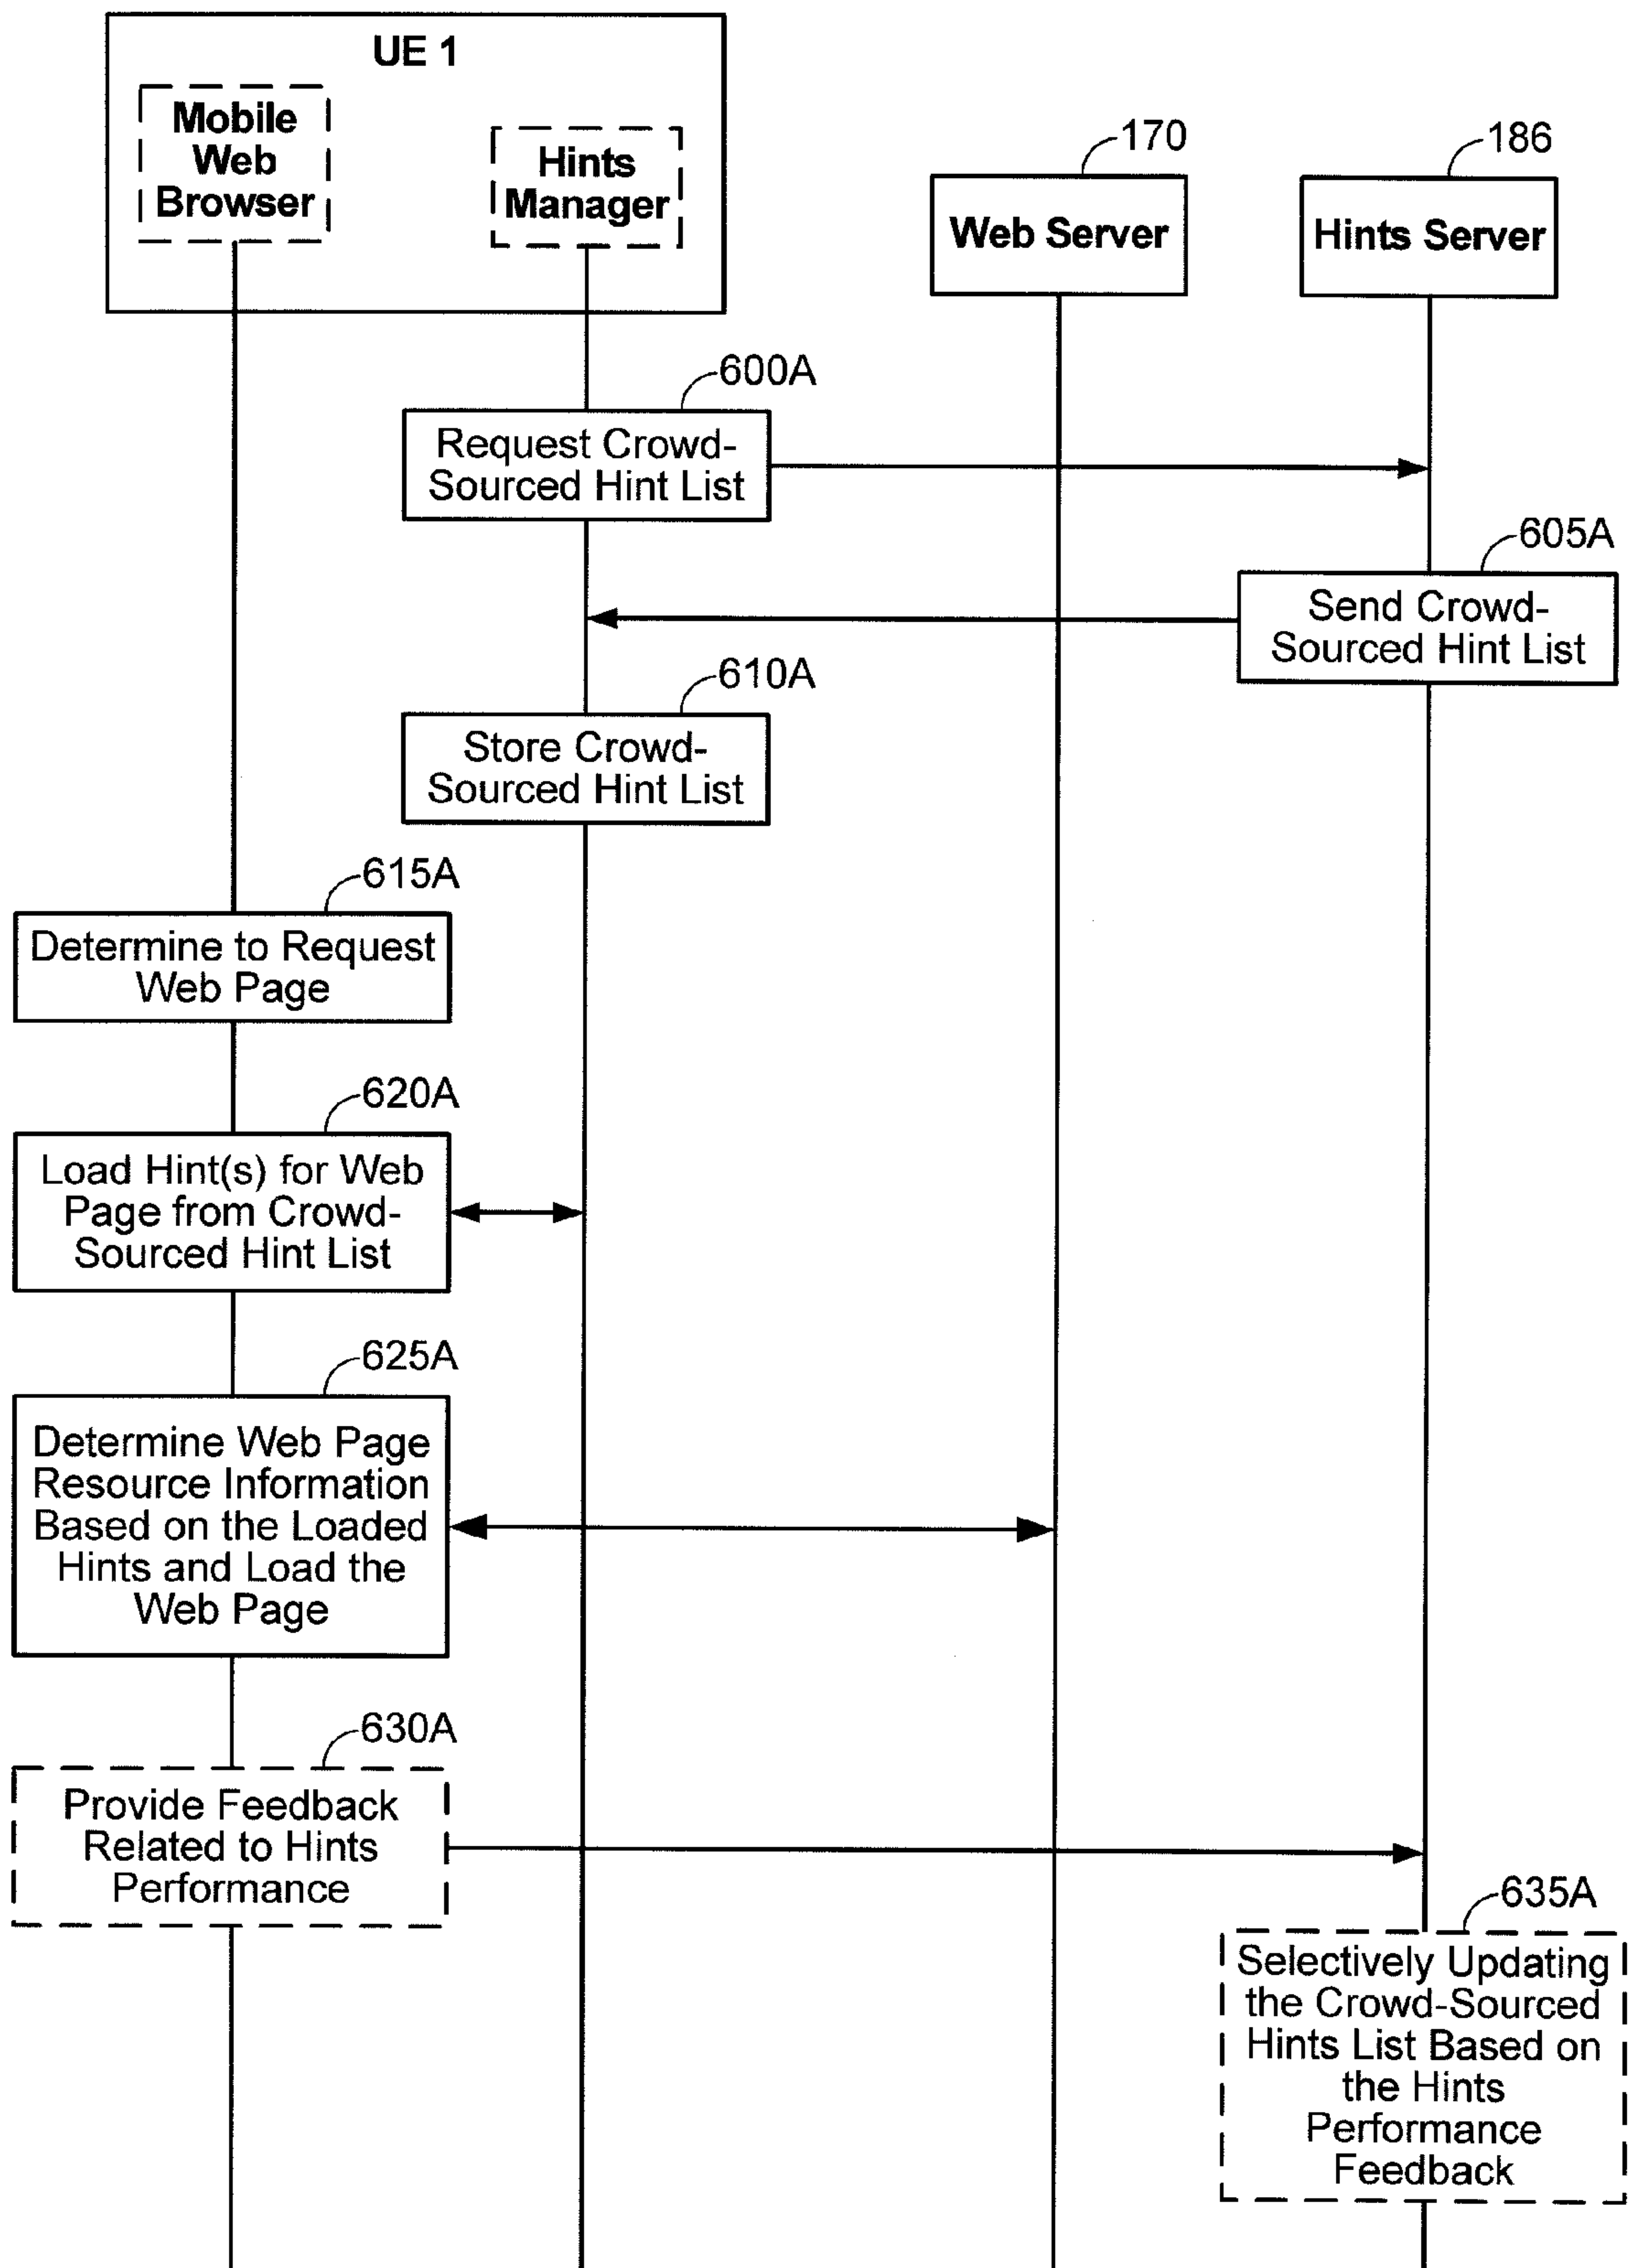 UE 1
Mobile
Web
Browser
Hints
Manager
170
Web Server
186
Hints Server
600A
Request Crowd-
Sourced Hint List
605A
Send Crowd-
Sourced Hint List
610A
Store Crowd-
Sourced Hint List
615A
Determine to Request
Web Page
620A
Load Hint(s) for Web
Page from Crowd-
Sourced Hint List
625A
Determine Web Page
Resource Information
Based on the Loaded
Hints and Load the
Web Page
630A
Provide Feedback
Related to Hints
Performance
635A
Selectively Updating
the Crowd-Sourced
Hints List Based on
the Hints
Performance
Feedback